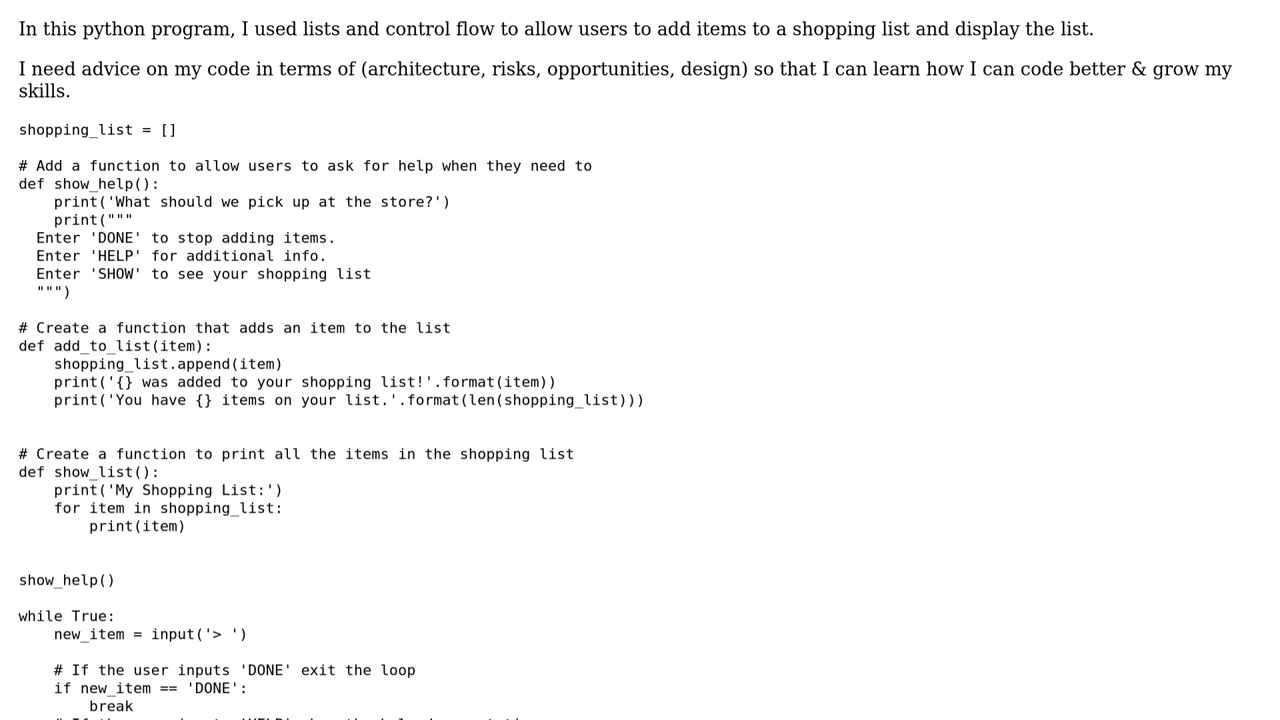 In this python program, I used lists and control flow to allow users to add items to a shopping list and display the list.
I need advice on my code in terms of (architecture, risks, opportunities, design) so that I can learn how I can code better & grow my
skills.
shopping_list = []
# Add a function to allow users to ask for help when they need to
def show_help():
    print('What should we pick up at the store?')
    print("""
  Enter 'DONE' to stop adding items.
  Enter 'HELP' for additional info.
  Enter 'SHOW' to see your shopping list
  """)
# Create a function that adds an item to the list
def add_to_list(item):
    shopping_list.append(item)
    print('{} was added to your shopping list!'.format(item))
    print('You have {} items on your list.'.format(len(shopping_list)))
# Create a function to print all the items in the shopping list
def show_list():
    print('My Shopping List:')
    for item in shopping_list:
        print(item)
show_help()
while True:
    new_item = input('> ')
    # If the user inputs 'DONE' exit the loop
    if new_item == 'DONE':
        break